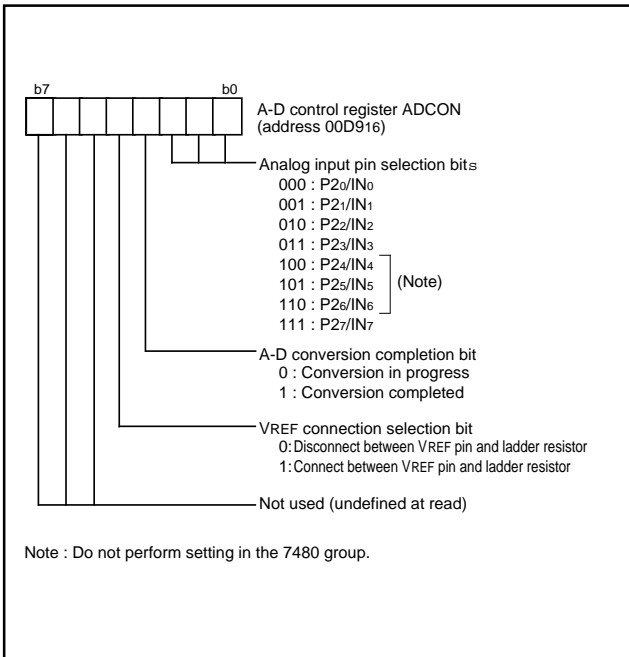 b7 b0
A-D control register ADCON
(address 00D916)
Analog input pin selection bits
000 : P20/IN0
001 : P21/IN1
010 : P22/IN2
011 : P23/IN3
100 : P24/IN4
101 : P25/IN5
(Note)
110 : P26/IN6
111 : P27/IN7
A-D conversion completion bit
0 : Conversion in progress
1 : Conversion completed
VREF connection selection bit
0: Disconnect between VREF pin and ladder resistor
1: Connect between VREF pin and ladder resistor
Not used (undefined at read)
Note : Do not perform setting in the 7480 group.